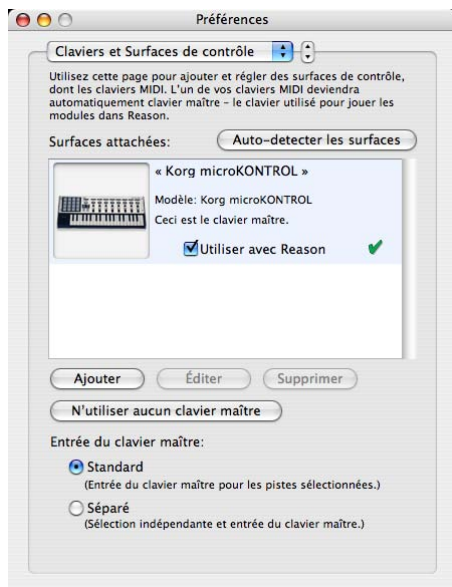 Préférences
Claviers et Surfaces de contrôle
Utilisez cette page pour ajouter et régler des surfaces de contrôle,
dont les claviers MIDI. L'un de vos claviers MIDI deviendra
automatiquement clavier maître – le clavier utilisé pour jouer les
modules dans Reason.
Surfaces attachées:
Auto-detecter les surfaces
« Korg microKONTROL »
Modèle: Korg microKONTROL
Ceci est le clavier maître.
Utiliser avec Reason
Ajouter
Éditer
Supprimer
N'utiliser aucun clavier maître
Entrée du clavier maître:
Standard
(Entrée du clavier maître pour les pistes sélectionnées.)
Séparé
(Sélection indépendante et entrée du clavier maître.)